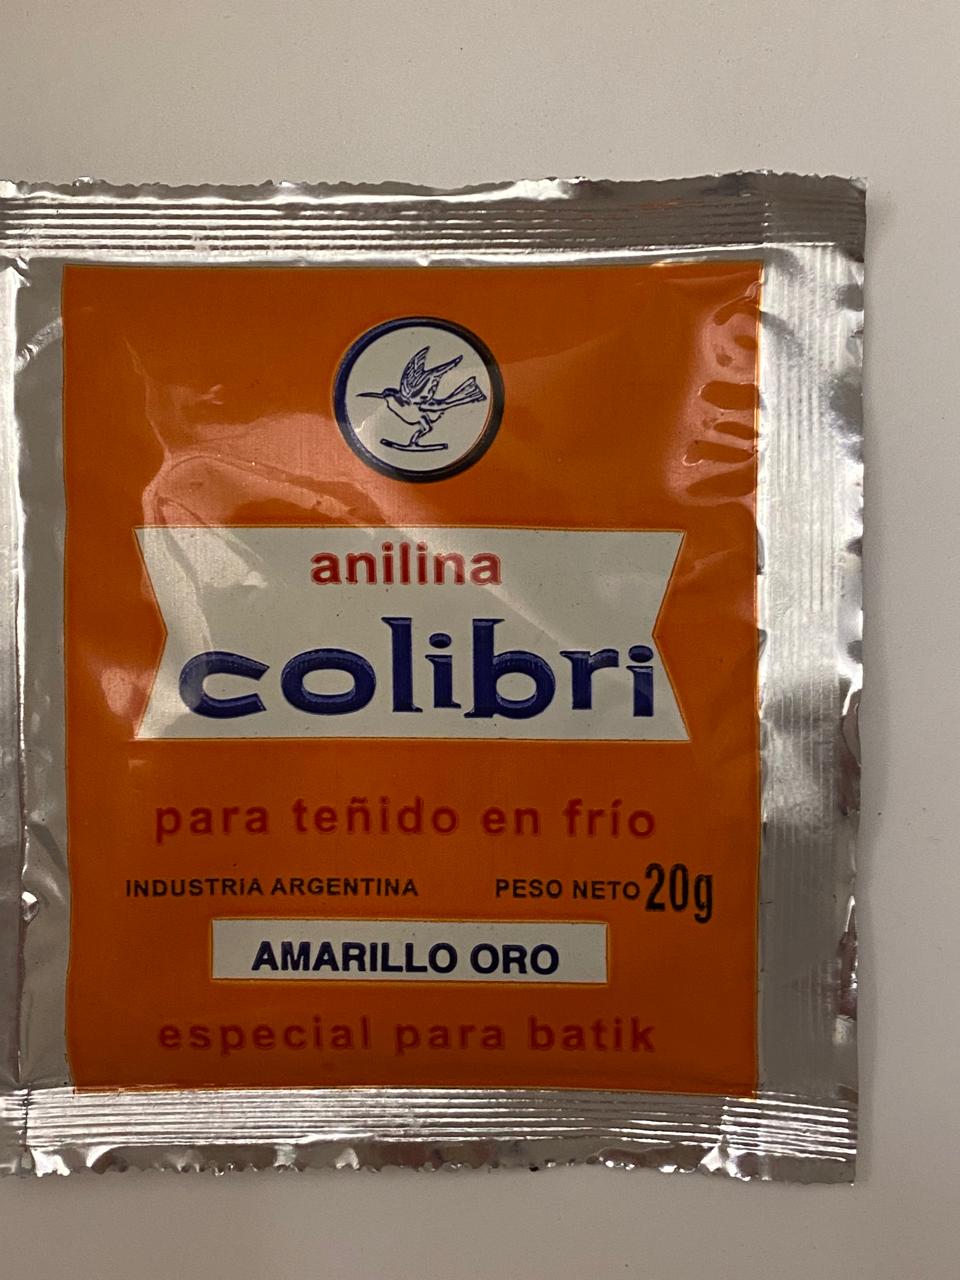 anilina
colibri
para teñido en frío
INDUSTRIA ARGENTINA PESO NETO 20g
AMARILLO ORO
especial para batik